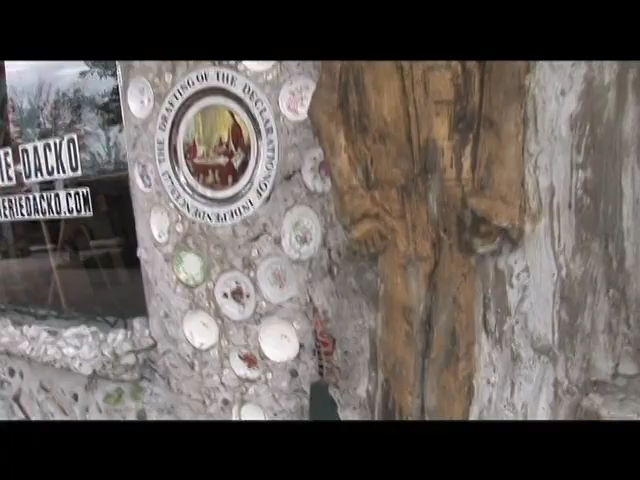 THE DRAFTING OF THE DECLARATION OF INDEPENDENCE
DACKO
ERIEDACKO.COM